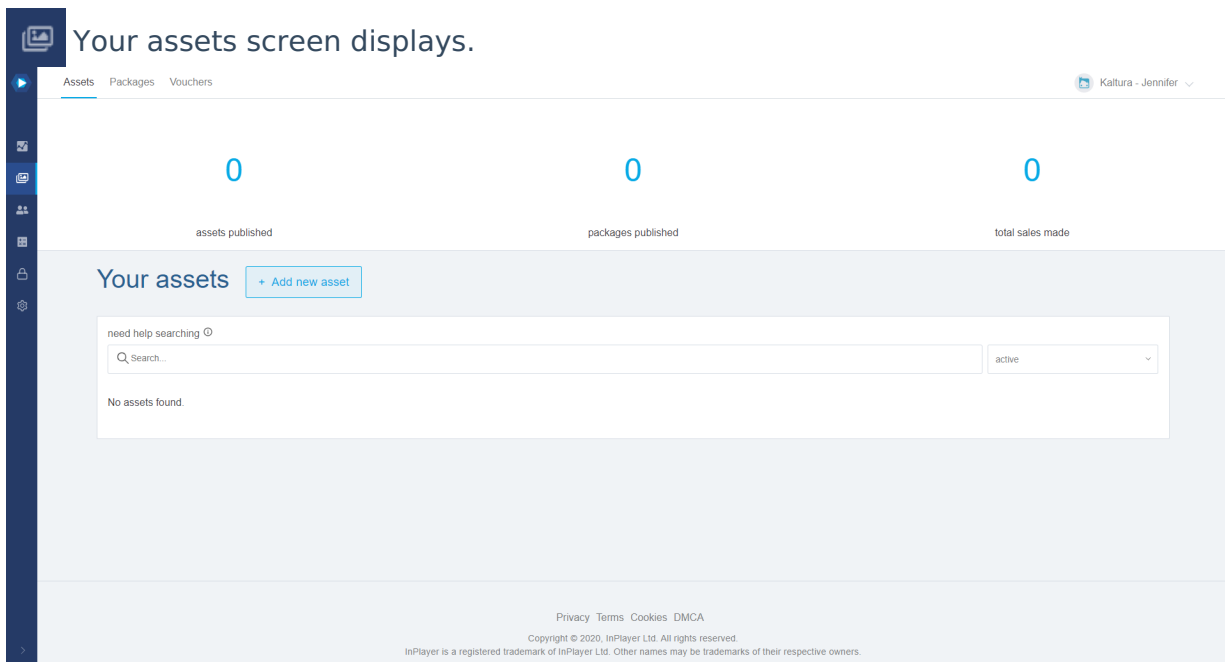 Your assets screen displays.
Assets Packages Vouchers
Kaltura - Jennifer
0 0 0
assets published packages published total sales made
Your assets + Add new asset
need help searching
Search... active
No assets found.
Privacy Terms Cookies DMCA
Copyright © 2020, InPlayer Ltd. All rights reserved.
InPlayer is a registered trademark of InPlayer Ltd. Other names may be trademarks of their respective owners.